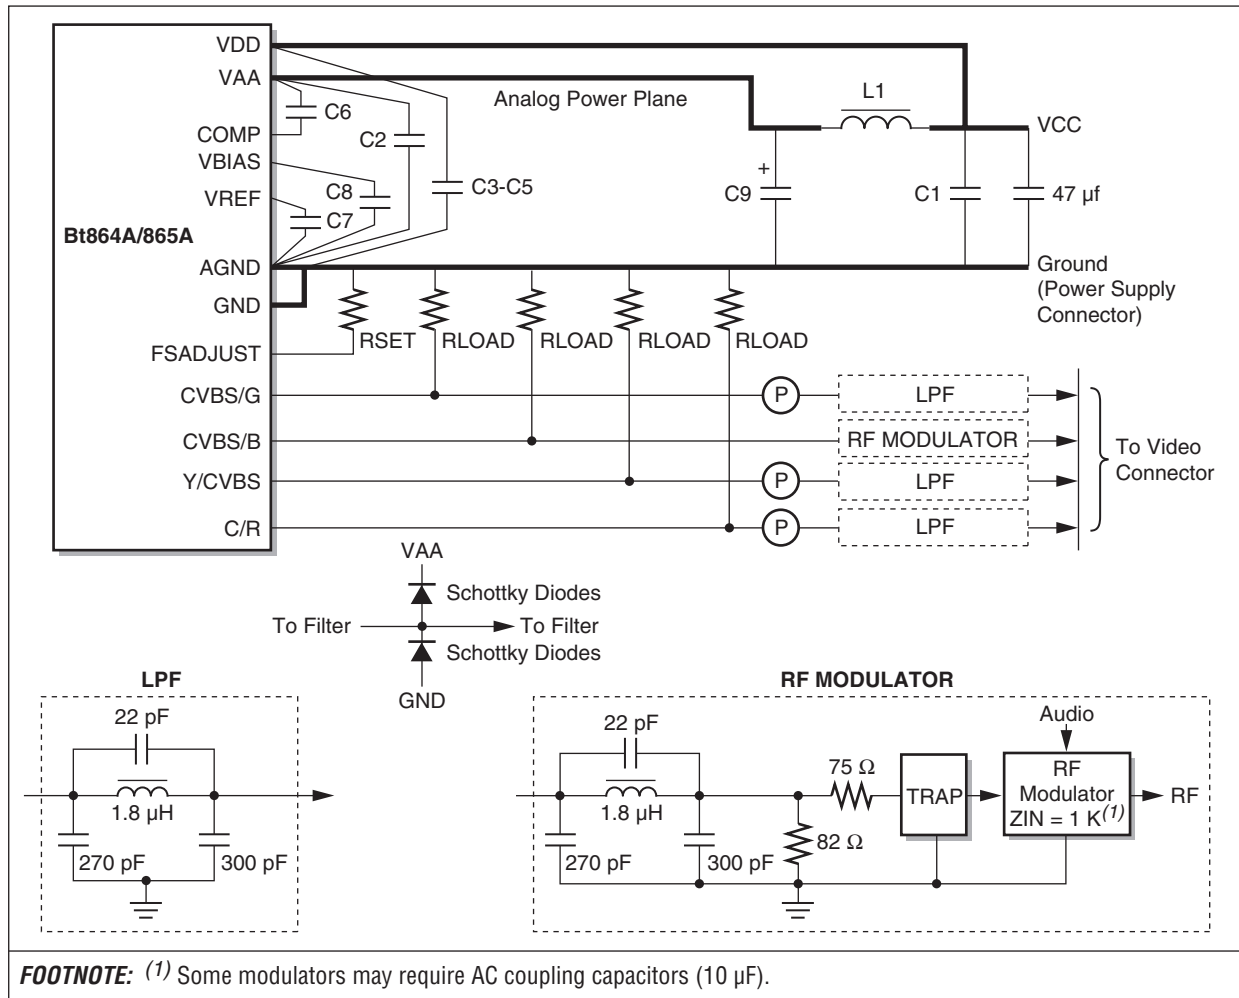 VDD
VAA
COMP
VBIAS
VREF
Bt864A/865A
AGND
GND
FSADJUST
CVBS/G
CVBS/B
Y/CVBS
C/R
C6
C2
C8
C7
C3-C5
Analog Power Plane
L1
VCC
+
C9
C1
47 µf
Ground
(Power Supply
Connector)
RSET
RLOAD
RLOAD
RLOAD
RLOAD
P
LPF
RF MODULATOR
P
LPF
P
LPF
To Video
Connector
VAA
Schottky Diodes
To Filter
To Filter
Schottky Diodes
GND
LPF
22 pF
1.8 µH
270 pF
300 pF
RF MODULATOR
22 pF
1.8 µH
270 pF
300 pF
75 Ω
82 Ω
TRAP
Audio
RF
Modulator
ZIN = 1 K(1)
RF
FOOTNOTE: (1) Some modulators may require AC coupling capacitors (10 µF).